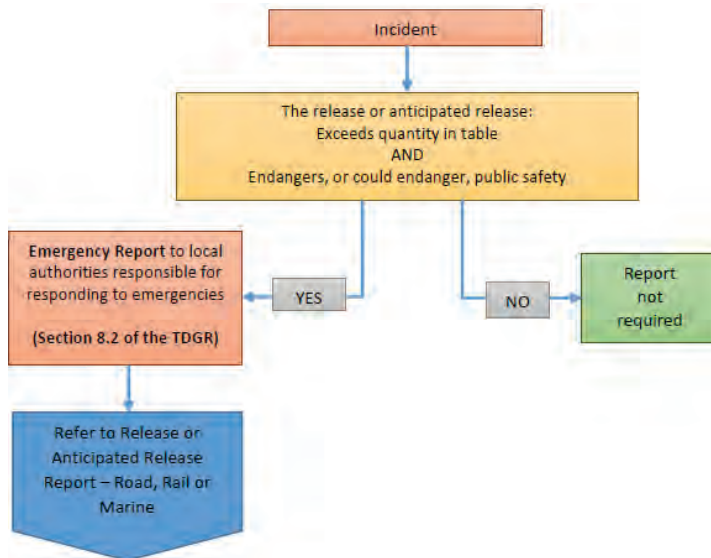 Incident
The release or anticipated release:
Exceeds quantity in table
AND
Endangers, or could endanger, public safety
Emergency Report to local
authorities responsible for
responding to emergencies
(Section 8.2 of the TDGR)
YES
NO
Report
not
required
Refer to Release or
Anticipated Release
Report – Road, Rail or
Marine